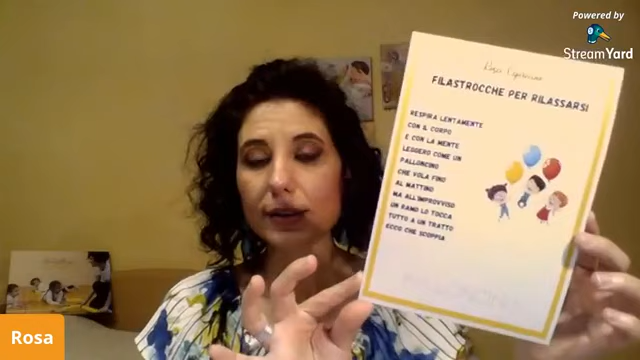 Powered by
StreamYard
FILASTROCCHE PER RILASSARSI
RESPIRA LENTAMENTE
CON IL CORPO
E CON LA MENTE
LEGGERO COME UN
PALLONCINO
CHE VOLA FINO
AL MATTINO
MA ALL'IMPROVVISO
UN RAMO LO TOCCA
TUTTO A UN TRATTO
ECCO CHE SCOPPIA
Rosa